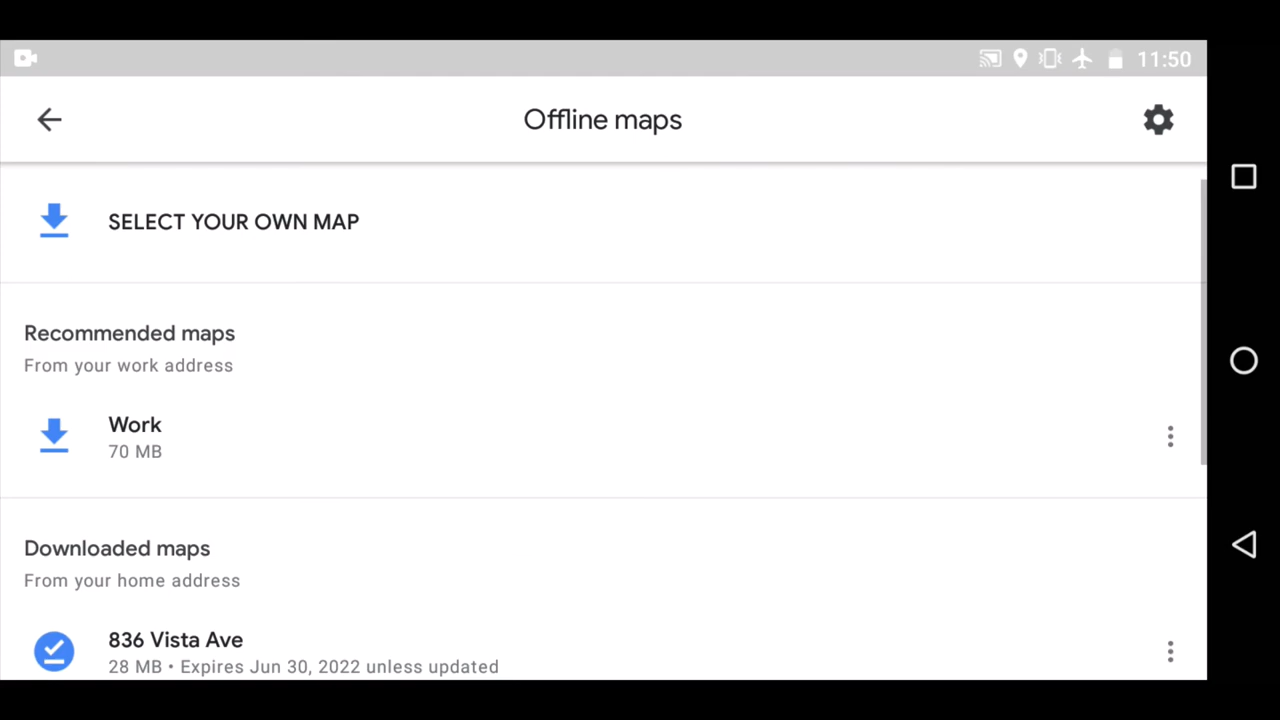 11:50
Offline maps
SELECT YOUR OWN MAP
Recommended maps
From your work address
Work
70 MB
Downloaded maps
From your home address
836 Vista Ave
28 MB • Expires Jun 30, 2022 unless updated